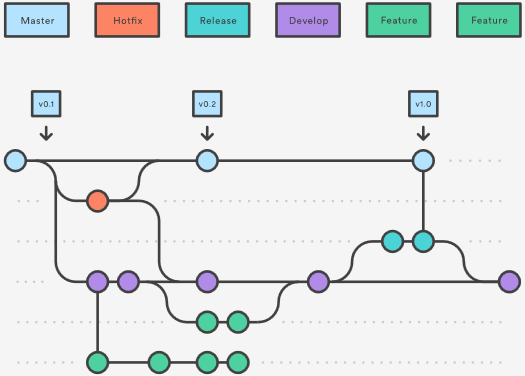 Master
Hotfix
Release
Develop
Feature
Feature
v0.1
v0.2
v1.0